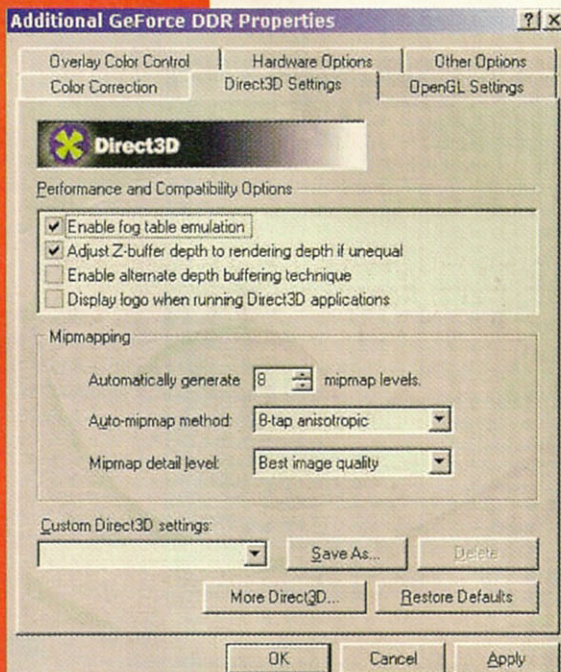 Additional GeForce DDR Properties
Overlay Color Control
Hardware Options
Other Options
Color Correction
Direct3D Settings
OpenGL Settings
Direct3D
Performance and Compatibility Options
Enable fog table emulation
Adjust Z-buffer depth to rendering depth if unequal
Enable alternate depth buffering technique
Display logo when running Direct3D applications
Mipmapping
Automatically generate 8 mipmap levels.
Auto-mipmap method: 8-tap anisotropic
Mipmap detail level: Best image quality
Custom Direct3D settings:
Save As...
Delete
More Direct3D...
Restore Defaults
OK
Cancel
Apply